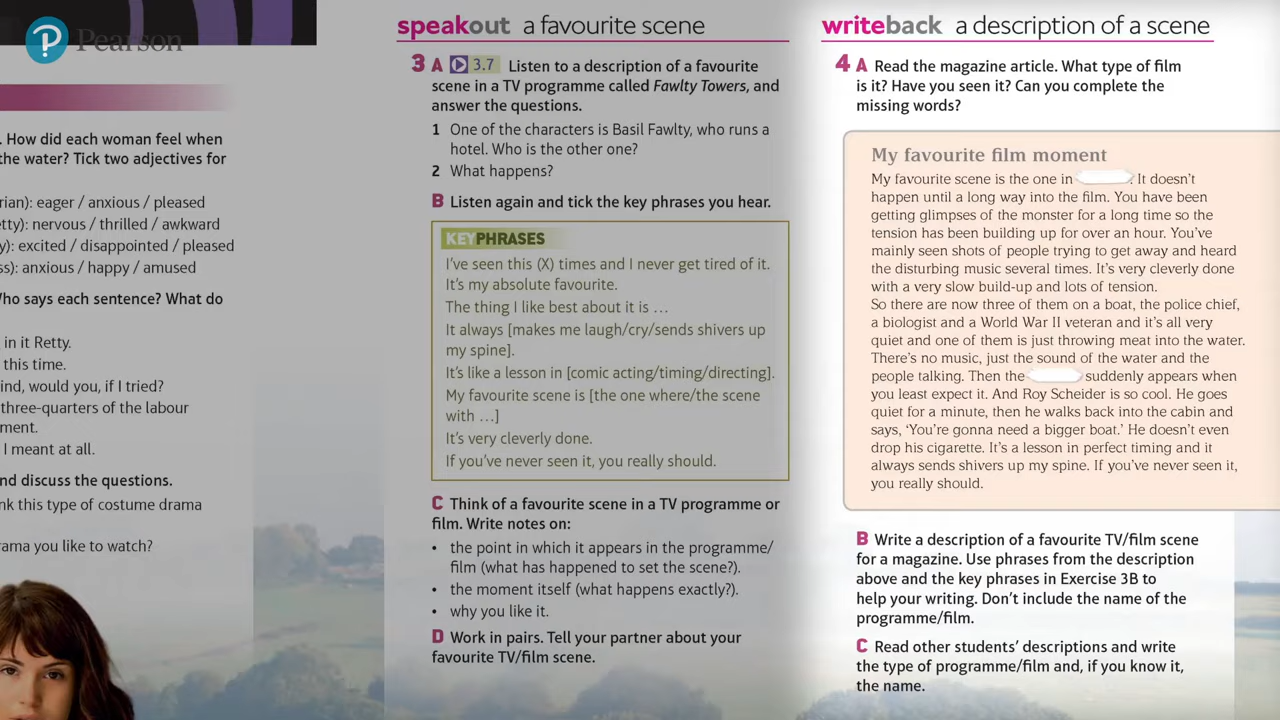 Pearson
. How did each woman feel when
the water? Tick two adjectives for
rian): eager / anxious / pleased
etty): nervous / thrilled / awkward
y): excited / disappointed / pleased
ss): anxious / happy / amused
Who says each sentence? What do
in it Retty.
this time.
ind, would you, if I tried?
three-quarters of the labour
ment.
I meant at all.
nd discuss the questions.
nk this type of costume drama
rama you like to watch?
speakout a favourite scene
3 A 3.7 Listen to a description of a favourite
scene in a TV programme called Fawlty Towers, and
answer the questions.
1 One of the characters is Basil Fawlty, who runs a
hotel. Who is the other one?
2 What happens?
B Listen again and tick the key phrases you hear.
KEYPHRASES
I've seen this (X) times and I never get tired of it.
It's my absolute favourite.
The thing I like best about it is …
It always [makes me laugh/cry/sends shivers up
my spine].
It's like a lesson in [comic acting/timing/directing].
My favourite scene is [the one where/the scene
with …]
It's very cleverly done.
If you've never seen it, you really should.
C Think of a favourite scene in a TV programme or
film. Write notes on:
• the point in which it appears in the programme/
film (what has happened to set the scene?).
• the moment itself (what happens exactly?).
• why you like it.
D Work in pairs. Tell your partner about your
favourite TV/film scene.
writeback a description of a scene
4 A Read the magazine article. What type of film
is it? Have you seen it? Can you complete the
missing words?
My favourite film moment
My favourite scene is the one in . It doesn't
happen until a long way into the film. You have been
getting glimpses of the monster for a long time so the
tension has been building up for over an hour. You've
mainly seen shots of people trying to get away and heard
the disturbing music several times. It's very cleverly done
with a very slow build-up and lots of tension.
So there are now three of them on a boat, the police chief,
a biologist and a World War II veteran and it's all very
quiet and one of them is just throwing meat into the water.
There's no music, just the sound of the water and the
people talking. Then the suddenly appears when
you least expect it. And Roy Scheider is so cool. He goes
quiet for a minute, then he walks back into the cabin and
says, 'You're gonna need a bigger boat.' He doesn't even
drop his cigarette. It's a lesson in perfect timing and it
always sends shivers up my spine. If you've never seen it,
you really should.
B Write a description of a favourite TV/film scene
for a magazine. Use phrases from the description
above and the key phrases in Exercise 3B to
help your writing. Don't include the name of the
programme/film.
C Read other students' descriptions and write
the type of programme/film and, if you know it,
the name.